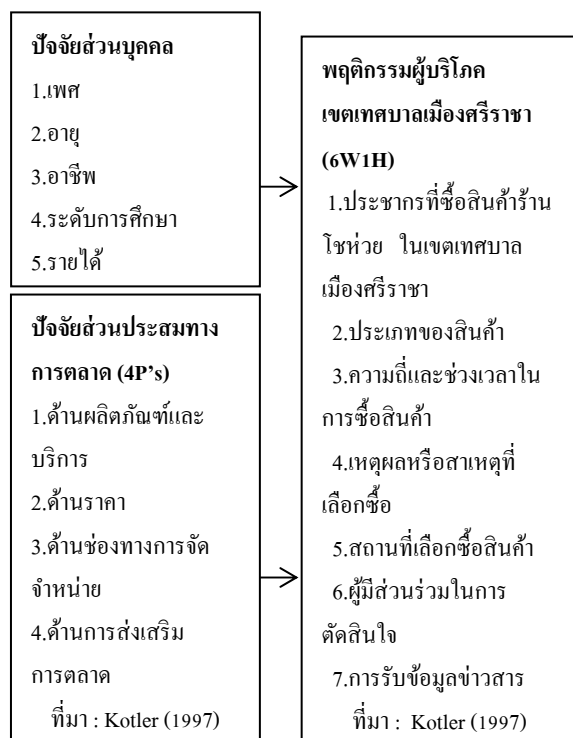 ปัจจัยส่วนบุคคล
1.เพศ
2.อายุ
3.อาชีพ
4.ระดับการศึกษา
5.รายได้
ปัจจัยส่วนประสมทาง
การตลาด (4P’s)
1.ด้านผลิตภัณฑ์และ
บริการ
2.ด้านราคา
3.ด้านช่องทางการจัด
จำหน่าย
4.ด้านการส่งเสริม
การตลาด
ที่มา : Kotler (1997)
พฤติกรรมผู้บริโภค
เขตเทศบาลเมืองศรีราชา
(6W1H)
1.ประชากรที่ซื้อสินค้าร้าน
โชห่วย ในเขตเทศบาล
เมืองศรีราชา
2.ประเภทของสินค้า
3.ความถี่และช่วงเวลาใน
การซื้อสินค้า
4.เหตุผลหรือสาเหตุที่
เลือกซื้อ
5.สถานที่เลือกซื้อสินค้า
6.ผู้มีส่วนร่วมในการ
ตัดสินใจ
7.การรับข้อมูลข่าวสาร
ที่มา : Kotler (1997)